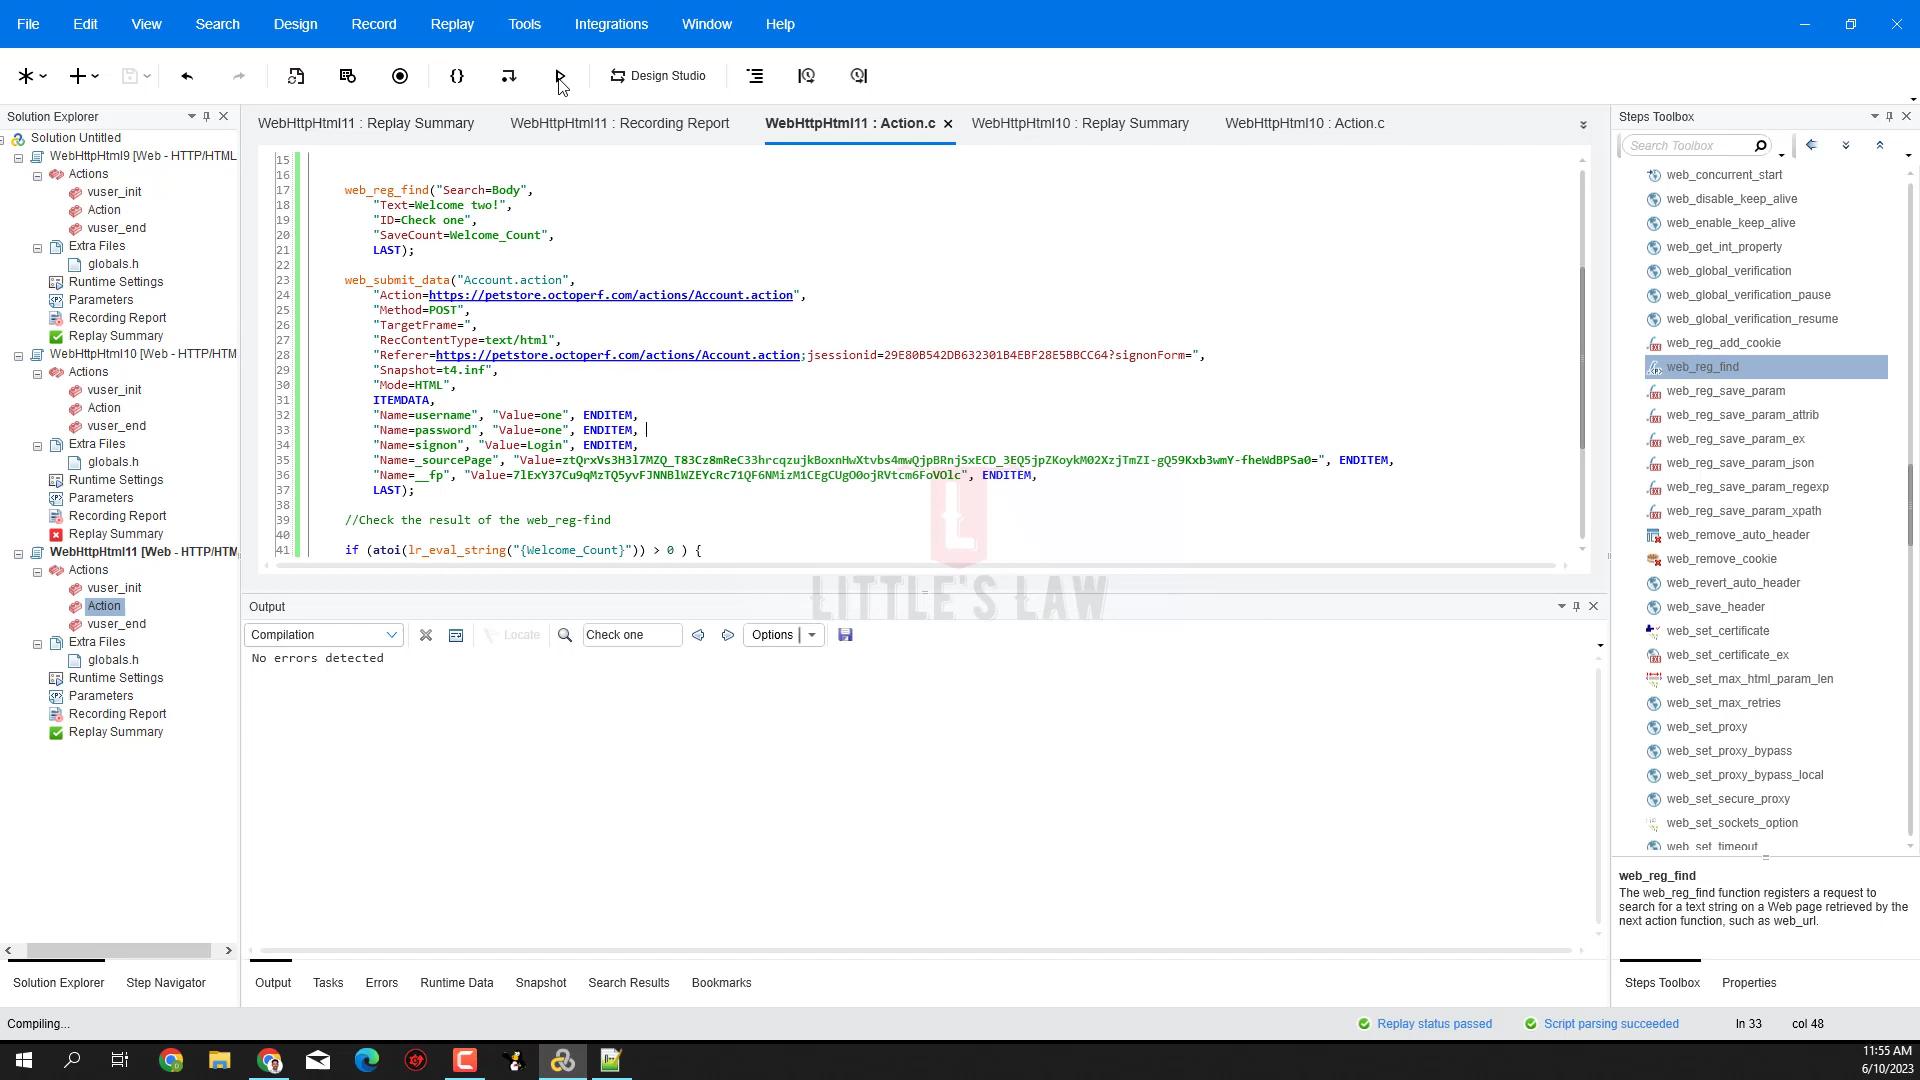 File Edit View Search Design Record Replay Tools Integrations Window Help
Design Studio
Solution Explorer
Solution Untitled
WebHttpHtml9 [Web - HTTP/HTML
Actions
vuser_init
Action
vuser_end
Extra Files
globals.h
Runtime Settings
Parameters
Recording Report
Replay Summary
WebHttpHtml10 [Web - HTTP/HTM
Actions
vuser_init
Action
vuser_end
Extra Files
globals.h
Runtime Settings
Parameters
Recording Report
Replay Summary
WebHttpHtml11 [Web - HTTP/HTM
Actions
vuser_init
Action
vuser_end
Extra Files
globals.h
Runtime Settings
Parameters
Recording Report
Replay Summary
Solution Explorer Step Navigator
WebHttpHtml11 : Replay Summary WebHttpHtml11 : Recording Report WebHttpHtml11 : Action.c WebHttpHtml10 : Replay Summary WebHttpHtml10 : Action.c
15
16
17 web_reg_find("Search=Body",
18 "Text=Welcome two!",
19 "ID=Check one",
20 "SaveCount=Welcome_Count",
21 LAST);
22
23 web_submit_data("Account.action",
24 "Action=https://petstore.octoperf.com/actions/Account.action",
25 "Method=POST",
26 "TargetFrame=",
27 "RecContentType=text/html",
28 "Referer=https://petstore.octoperf.com/actions/Account.action;jsessionid=29E80B542DB632301B4EBF28E5BBCC64?signonForm=",
29 "Snapshot=t4.inf",
30 "Mode=HTML",
31 ITEMDATA,
32 "Name=username", "Value=one", ENDITEM,
33 "Name=password", "Value=one", ENDITEM,
34 "Name=signon", "Value=Login", ENDITEM,
35 "Name=_sourcePage", "Value=ztQrxVs3H3l7MZQ_T83Cz8mReC33hrcqzujkBoxnHwXtvbs4mwQjpBRnj5xECD_3EQ5jpZKoykM02XzjTmZI-gQ59Kxb3wmY-fheWdBPSa0=", ENDITEM,
36 "Name=__fp", "Value=7lExY37Cu9qMzTQ5yvFJNNBlWZEYcRc71QF6NMizM1CEgCUgO0ojRVtcm6FoVOlc", ENDITEM,
37 LAST);
38
39 //Check the result of the web_reg-find
40
41 if (atoi(lr_eval_string("{Welcome_Count}")) > 0 ) {
LITTLE'S LAW
Output
Compilation Locate Check one Options
No errors detected
Output Tasks Errors Runtime Data Snapshot Search Results Bookmarks
Steps Toolbox
Search Toolbox
web_concurrent_start
web_disable_keep_alive
web_enable_keep_alive
web_get_int_property
web_global_verification
web_global_verification_pause
web_global_verification_resume
web_reg_add_cookie
web_reg_find
web_reg_save_param
web_reg_save_param_attrib
web_reg_save_param_ex
web_reg_save_param_json
web_reg_save_param_regexp
web_reg_save_param_xpath
web_remove_auto_header
web_remove_cookie
web_revert_auto_header
web_save_header
web_set_certificate
web_set_certificate_ex
web_set_max_html_param_len
web_set_max_retries
web_set_proxy
web_set_proxy_bypass
web_set_proxy_bypass_local
web_set_secure_proxy
web_set_sockets_option
web_set_timeout
web_reg_find
The web_reg_find function registers a request to
search for a text string on a Web page retrieved by the
next action function, such as web_url.
Steps Toolbox Properties
Compiling... Replay status passed Script parsing succeeded ln 33 col 48
11:55 AM
6/10/2023